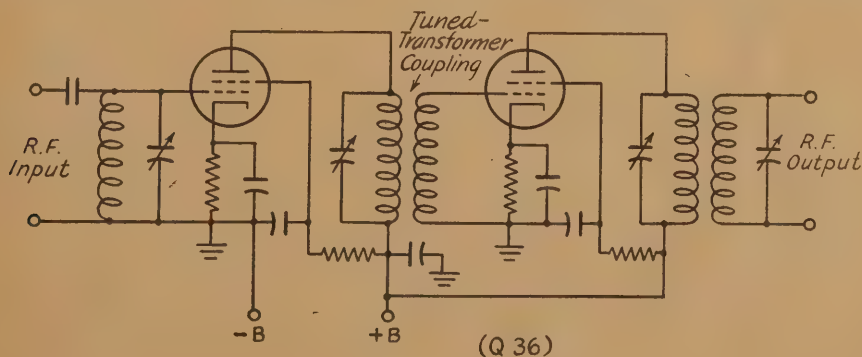 Tuned-
Transformer
Coupling
R.F.
Input
R.F.
Output
-B
+B
(Q 36)